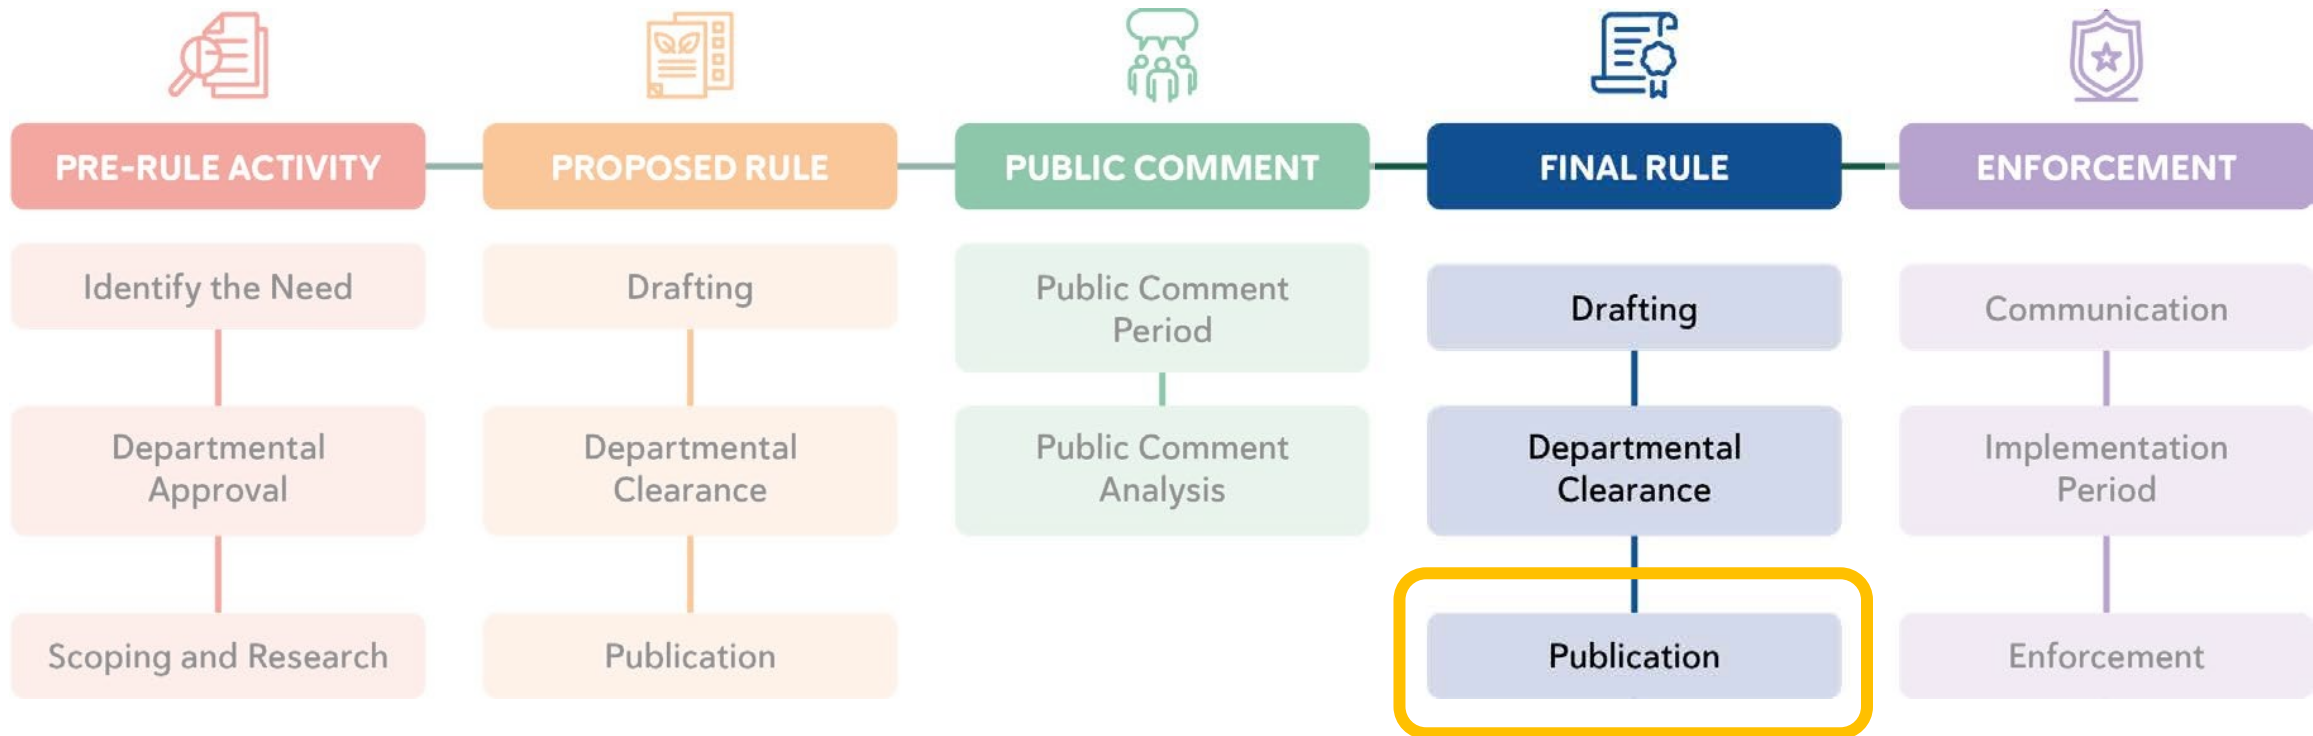 PRE-RULE ACTIVITY
Identify the Need
Departmental
Approval
Scoping and Research
PROPOSED RULE
Drafting
Departmental
Clearance
Publication
PUBLIC COMMENT
Public Comment
Period
Public Comment
Analysis
FINAL RULE
Drafting
Departmental
Clearance
Publication
ENFORCEMENT
Communication
Implementation
Period
Enforcement